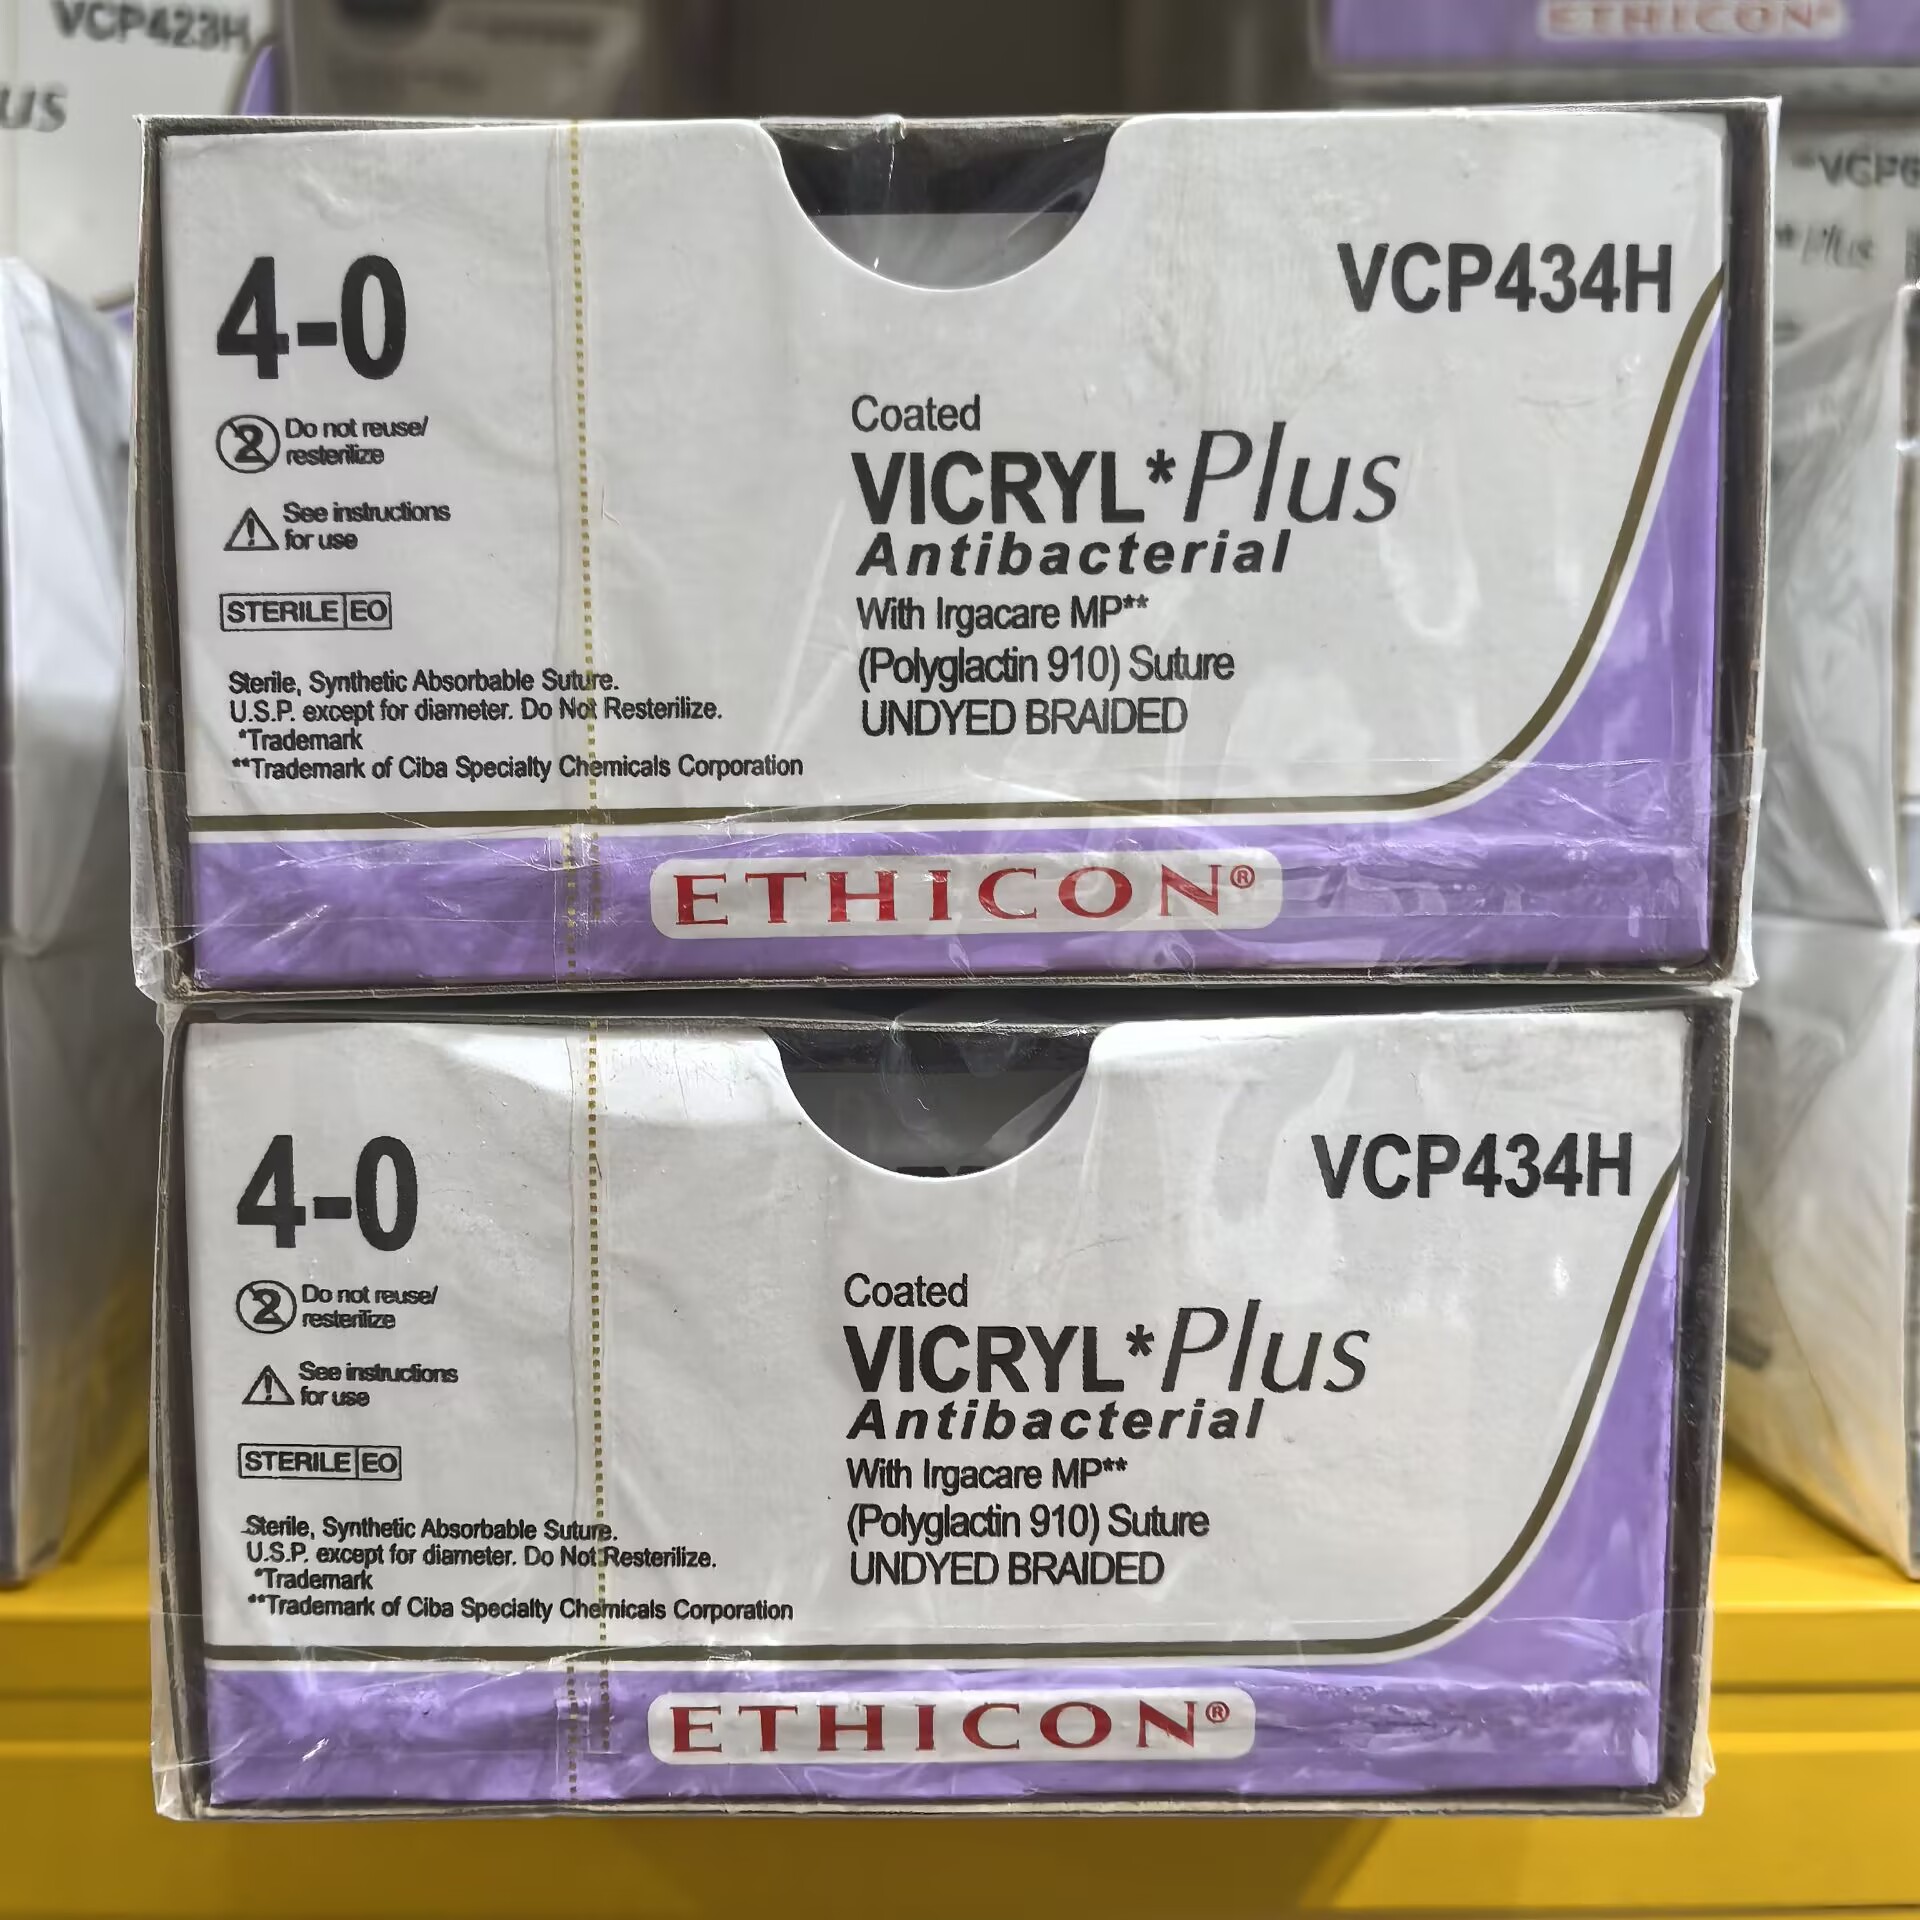 VCP423H
US
ETHICON®
Plus
4-0
VCP434H
Do not reuse/
resterilize
See instructions
for use
STERILE EO
Sterile, Synthetic Absorbable Suture.
U.S.P. except for diameter. Do Not Resterilize.
*Trademark
**Trademark of Ciba Specialty Chemicals Corporation
Coated
VICRYL*Plus
Antibacterial
With Irgacare MP**
(Polyglactin 910) Suture
UNDYED BRAIDED
ETHICON®
4-0
VCP434H
Do not reuse/
resterilize
See instructions
for use
STERILE EO
Sterile, Synthetic Absorbable Suture.
U.S.P. except for diameter. Do Not Resterilize.
*Trademark
**Trademark of Ciba Specialty Chemicals Corporation
Coated
VICRYL*Plus
Antibacterial
With Irgacare MP**
(Polyglactin 910) Suture
UNDYED BRAIDED
ETHICON®